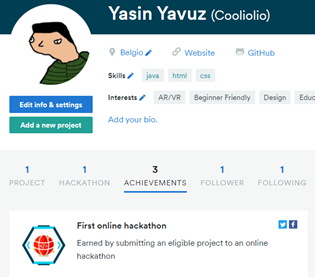 Yasin Yavuz (Cooliolio)
Belgio Website GitHub
Skills java html css
Edit info & settings Interests AR/VR Beginner Friendly Design
Add a new project
Add your bio.
1 1 3 1 1
PROJECT HACKATHON ACHIEVEMENTS FOLLOWER FOLLOWING
First online hackathon
Earned by submitting an eligible project to an online
hackathon